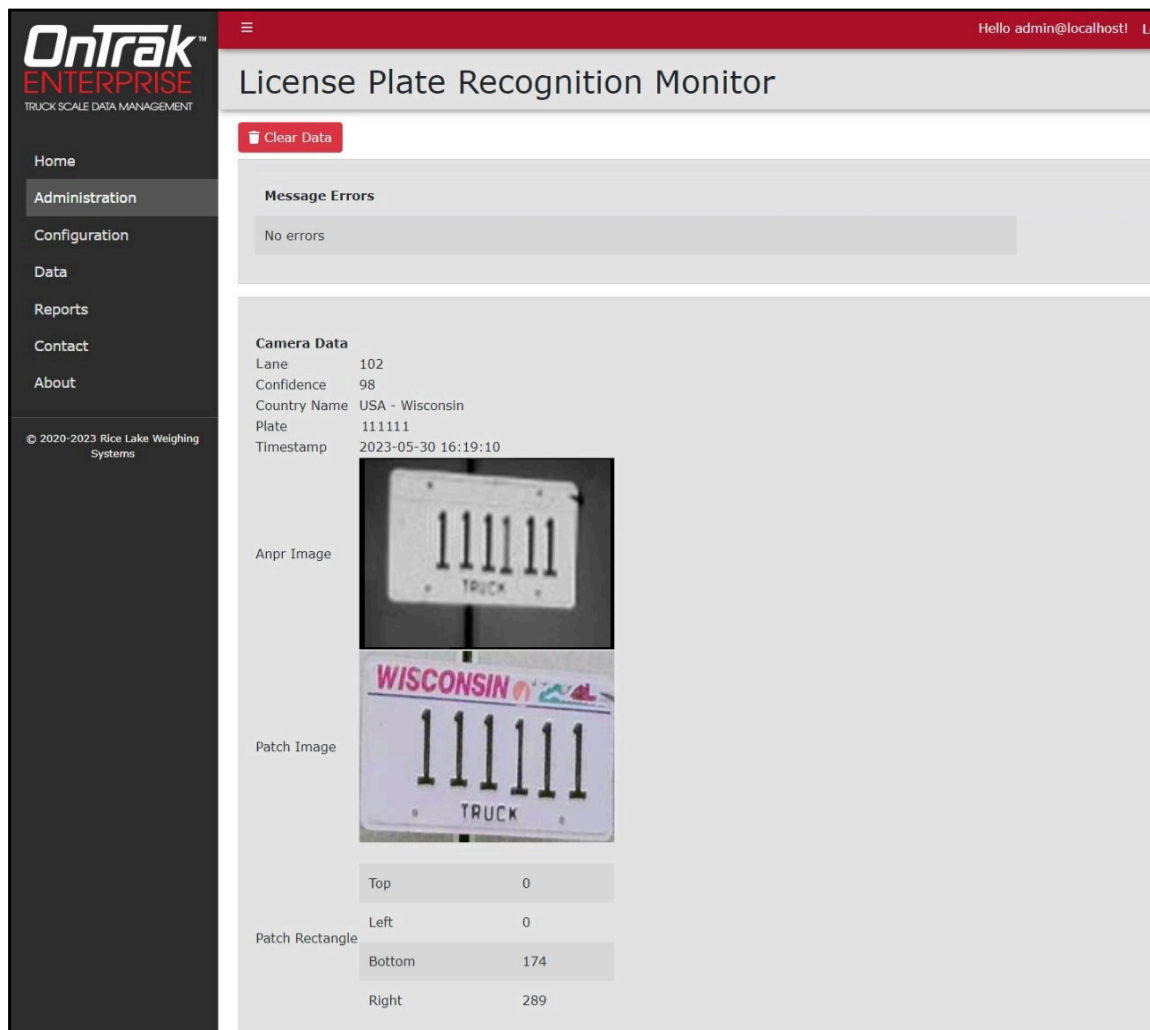 OnTrak™
ENTERPRISE
TRUCK SCALE DATA MANAGEMENT
Home
Administration
Configuration
Data
Reports
Contact
About
© 2020-2023 Rice Lake Weighing
Systems
☰ Hello admin@localhost!
License Plate Recognition Monitor
Clear Data
Message Errors
No errors
Camera Data
Lane 102
Confidence 98
Country Name USA - Wisconsin
Plate 111111
Timestamp 2023-05-30 16:19:10
Anpr Image
111111
TRUCK
Patch Image
WISCONSIN
111111
TRUCK
Patch Rectangle
Top 0
Left 0
Bottom 174
Right 289